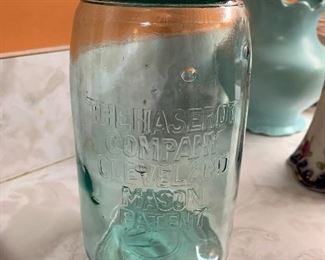 THE HASEROT
COMPANY
CLEVELAND
MASON
PATENT